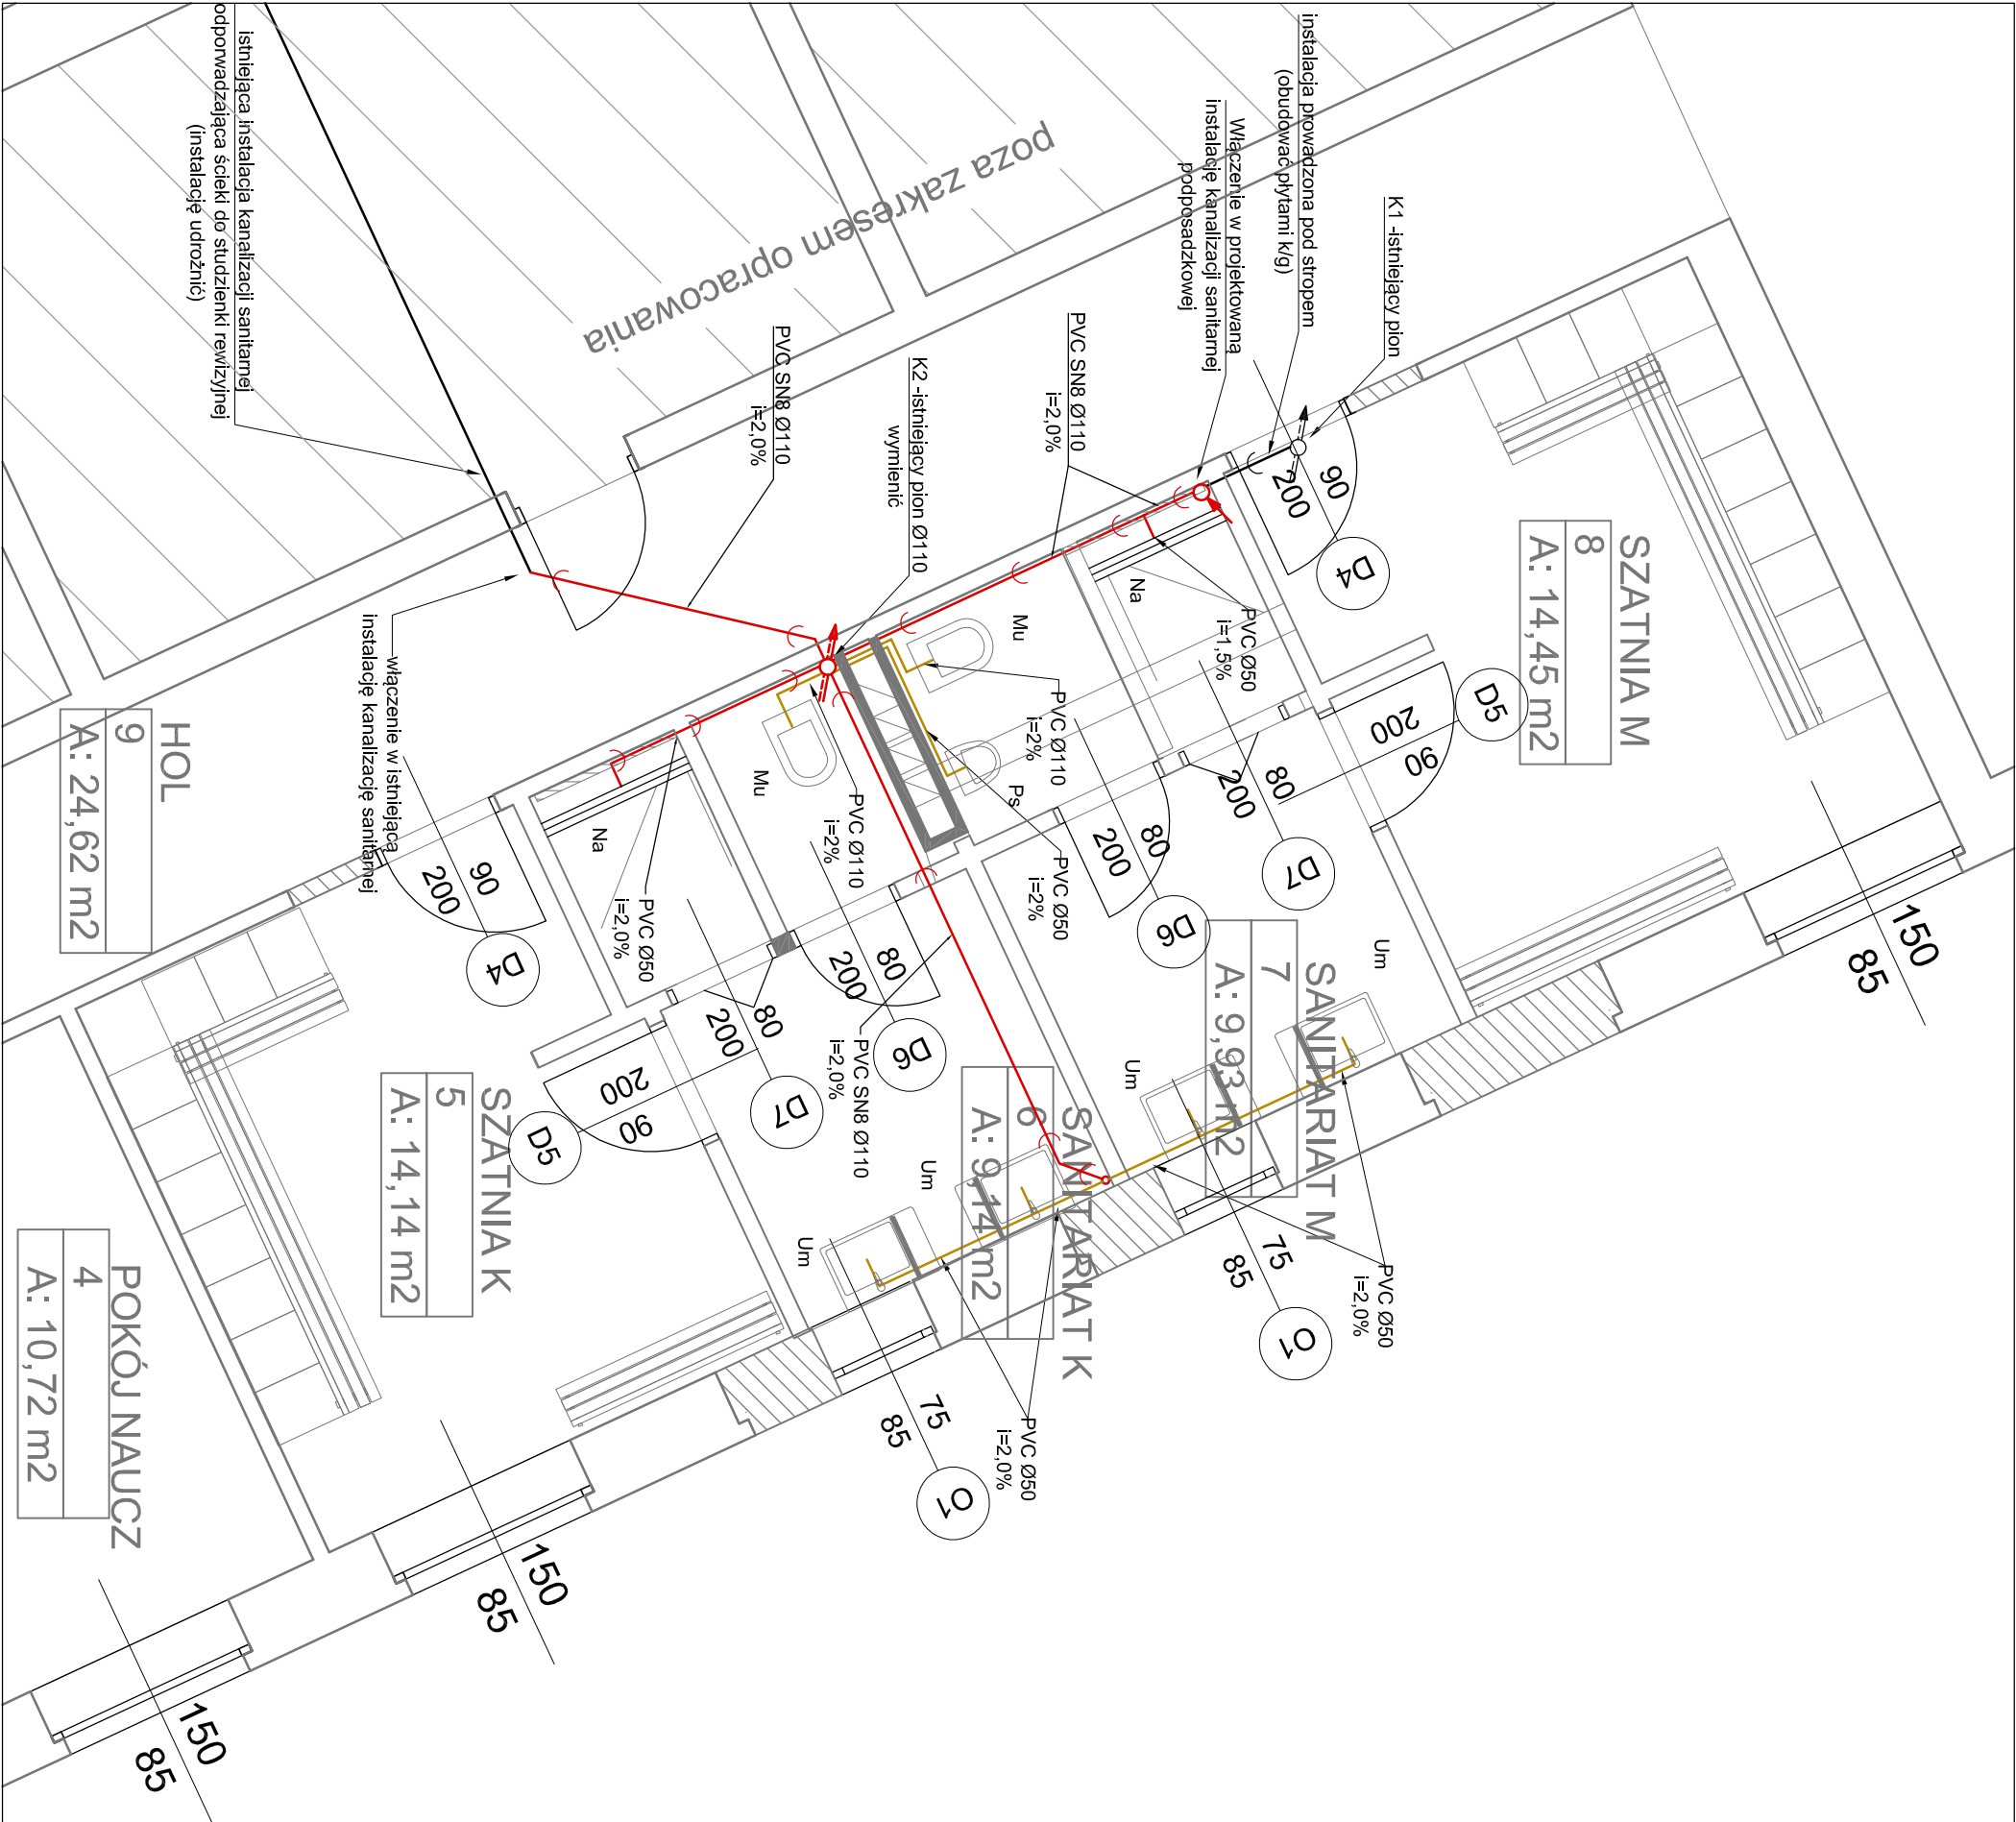 instalacja prowadzona pod stropem
(obudować płytami k/g)
K1 -istniejący pion
Włączenie w projektowaną
instalację kanalizacji sanitarnej
podposadzkowej
PVC SN8 Ø110
i=2,0%
K2 -istniejący pion Ø110
wymienić
PVC SN8 Ø110
i=2,0%
istniejąca instalacja kanalizacji sanitarnej
odporwadzająca ścieki do studzienki rewizyjnej
(instalację udrożnić)
poza zakresem opracowania
włączenie w istniejącą
instalację kanalizację sanitarnej
SZATNIA M
8
A: 14,45 m2
90
200
D4
D5
200
90
Na
PVC Ø50
i=1,5%
Mu
PVC Ø110
i=2%
Ps
PVC Ø50
i=2%
80
200
D7
80
200
D6
SANITARIAT M
7
A: 9,93 m2
Um
Um
150
85
PVC Ø50
i=2,0%
75
85
O1
HOL
9
A: 24,62 m2
Mu
PVC Ø110
i=2%
Na
PVC Ø50
i=2,0%
90
200
D4
80
200
D6
80
200
D7
PVC SN8 Ø110
i=2,0%
SANITARIAT K
6
A: 9,14 m2
Um
Um
PVC Ø50
i=2,0%
75
85
O1
D5
200
90
SZATNIA K
5
A: 14,14 m2
150
85
POKÓJ NAUCZ
4
A: 10,72 m2
150
85